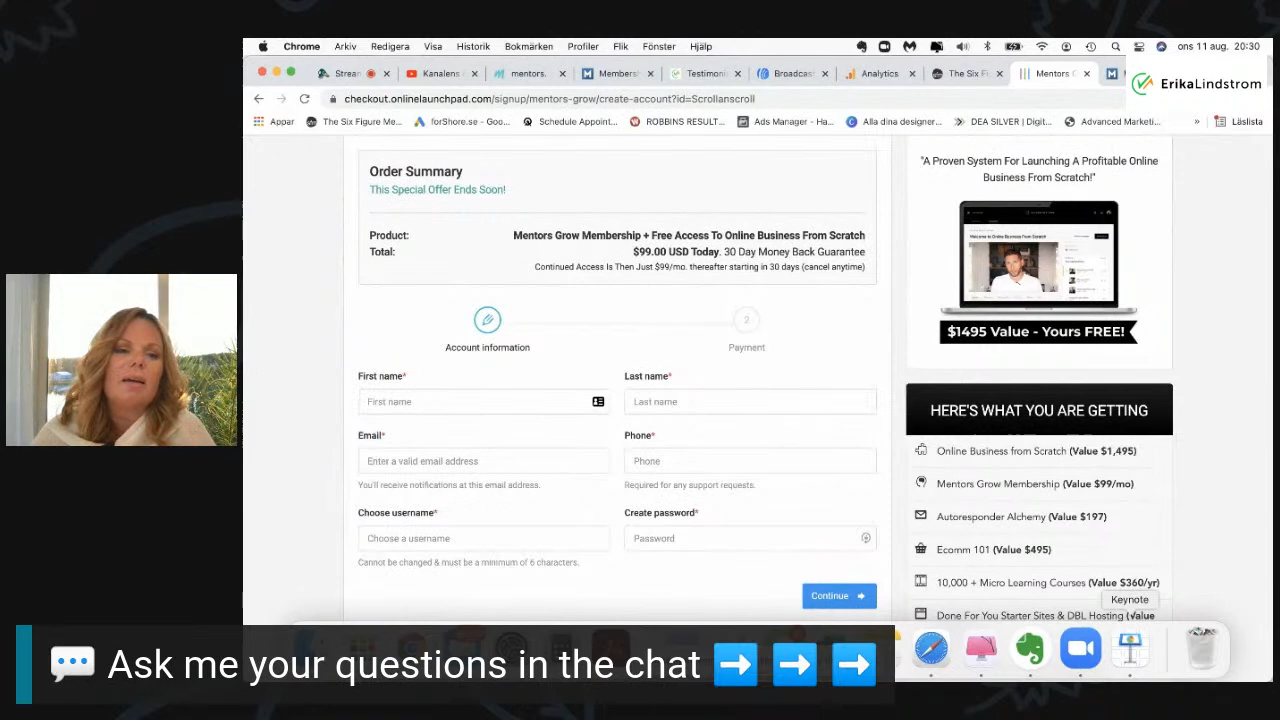 Chrome Arkiv Redigera Visa Historik Bokmärken Profiler Flik Fönster Hjälp
ons 11 aug. 20:30
Strean Kanalens mentors. Membersh Testimoni Broadcas Analytics The Six Fi Mentors G
ErikaLindstrom
checkout.onlinelaunchpad.com/signup/mentors-grow/create-account?id=Scrollanscroll
Appar The Six Figure Me... forShore.se - Goo... Schedule Appoint... ROBBINS RESULT... Ads Manager - Ha... Alla dina designer... DEA SILVER | Digit... Advanced Marketi... » Läslista
Order Summary
This Special Offer Ends Soon!
Product: Mentors Grow Membership + Free Access To Online Business From Scratch
Total: $99.00 USD Today. 30 Day Money Back Guarantee
Continued Access Is Then Just $99/mo. thereafter starting in 30 days (cancel anytime)
2
Account information Payment
First name* Last name*
First name Last name
Email* Phone*
Enter a valid email address Phone
You'll receive notifications at this email address. Required for any support requests.
Choose username* Create password*
Choose a username Password
Cannot be changed & must be a minimum of 6 characters.
Continue
"A Proven System For Launching A Profitable Online
Business From Scratch!"
$1495 Value - Yours FREE!
HERE'S WHAT YOU ARE GETTING
Online Business from Scratch (Value $1,495)
Mentors Grow Membership (Value $99/mo)
Autoresponder Alchemy (Value $197)
Ecomm 101 (Value $495)
10,000 + Micro Learning Courses (Value $360/yr)
Keynote
Done For You Starter Sites & DBL Hosting (Value
Ask me your questions in the chat